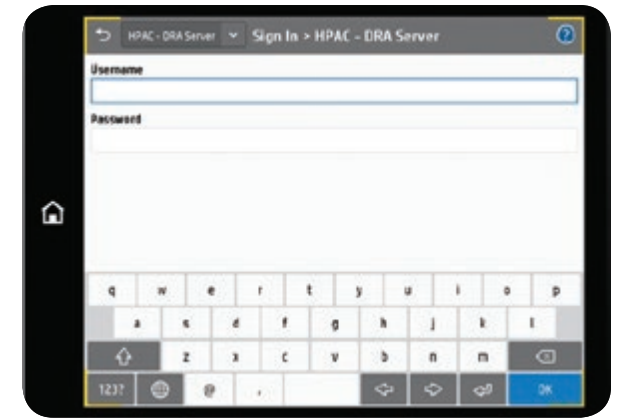 HPAC - DRA Server Sign In > HPAC - DRA Server ?
Username
Password
q w e r t y u i o p
a s d f g h j k l
z x c v b n m
123? @ , OK